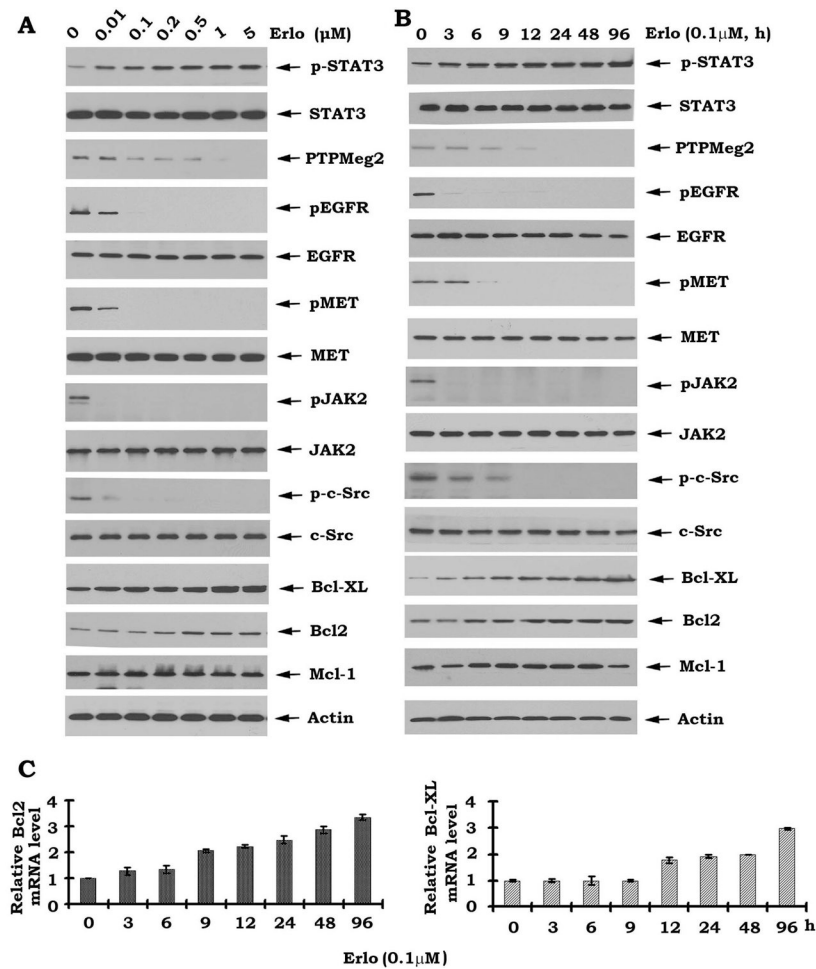 A
0 0.01 0.1 0.2 0.5 1 5 Erlo (μM)
p-STAT3
STAT3
PTPMeg2
pEGFR
EGFR
pMET
MET
pJAK2
JAK2
p-c-Src
c-Src
Bcl-XL
Bcl2
Mcl-1
Actin
B
0 3 6 9 12 24 48 96 Erlo (0.1μM, h)
p-STAT3
STAT3
PTPMeg2
pEGFR
EGFR
pMET
MET
pJAK2
JAK2
p-c-Src
c-Src
Bcl-XL
Bcl2
Mcl-1
Actin
C
Relative Bcl2
mRNA level
4
3
2
1
0
0 3 6 9 12 24 48 96
Erlo (0.1μM)
Relative Bcl-XL
mRNA level
4
3
2
1
0
0 3 6 9 12 24 48 96 h